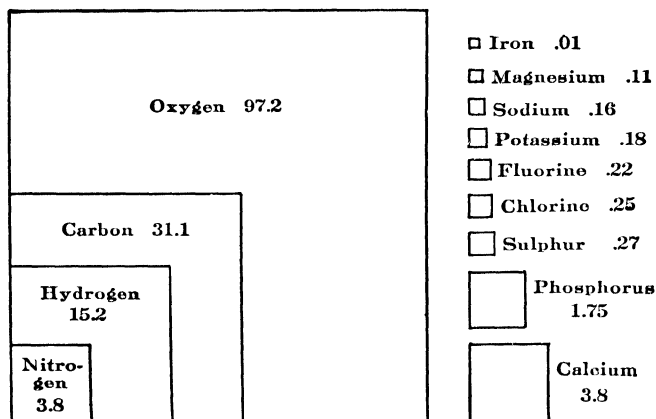 Oxygen 97.2
Carbon 31.1
Hydrogen
15.2
Nitro-
gen
3.8
Iron .01
Magnesium .11
Sodium .16
Potassium .18
Fluorine .22
Chlorine .25
Sulphur .27
Phosphorus
1.75
Calcium
3.8